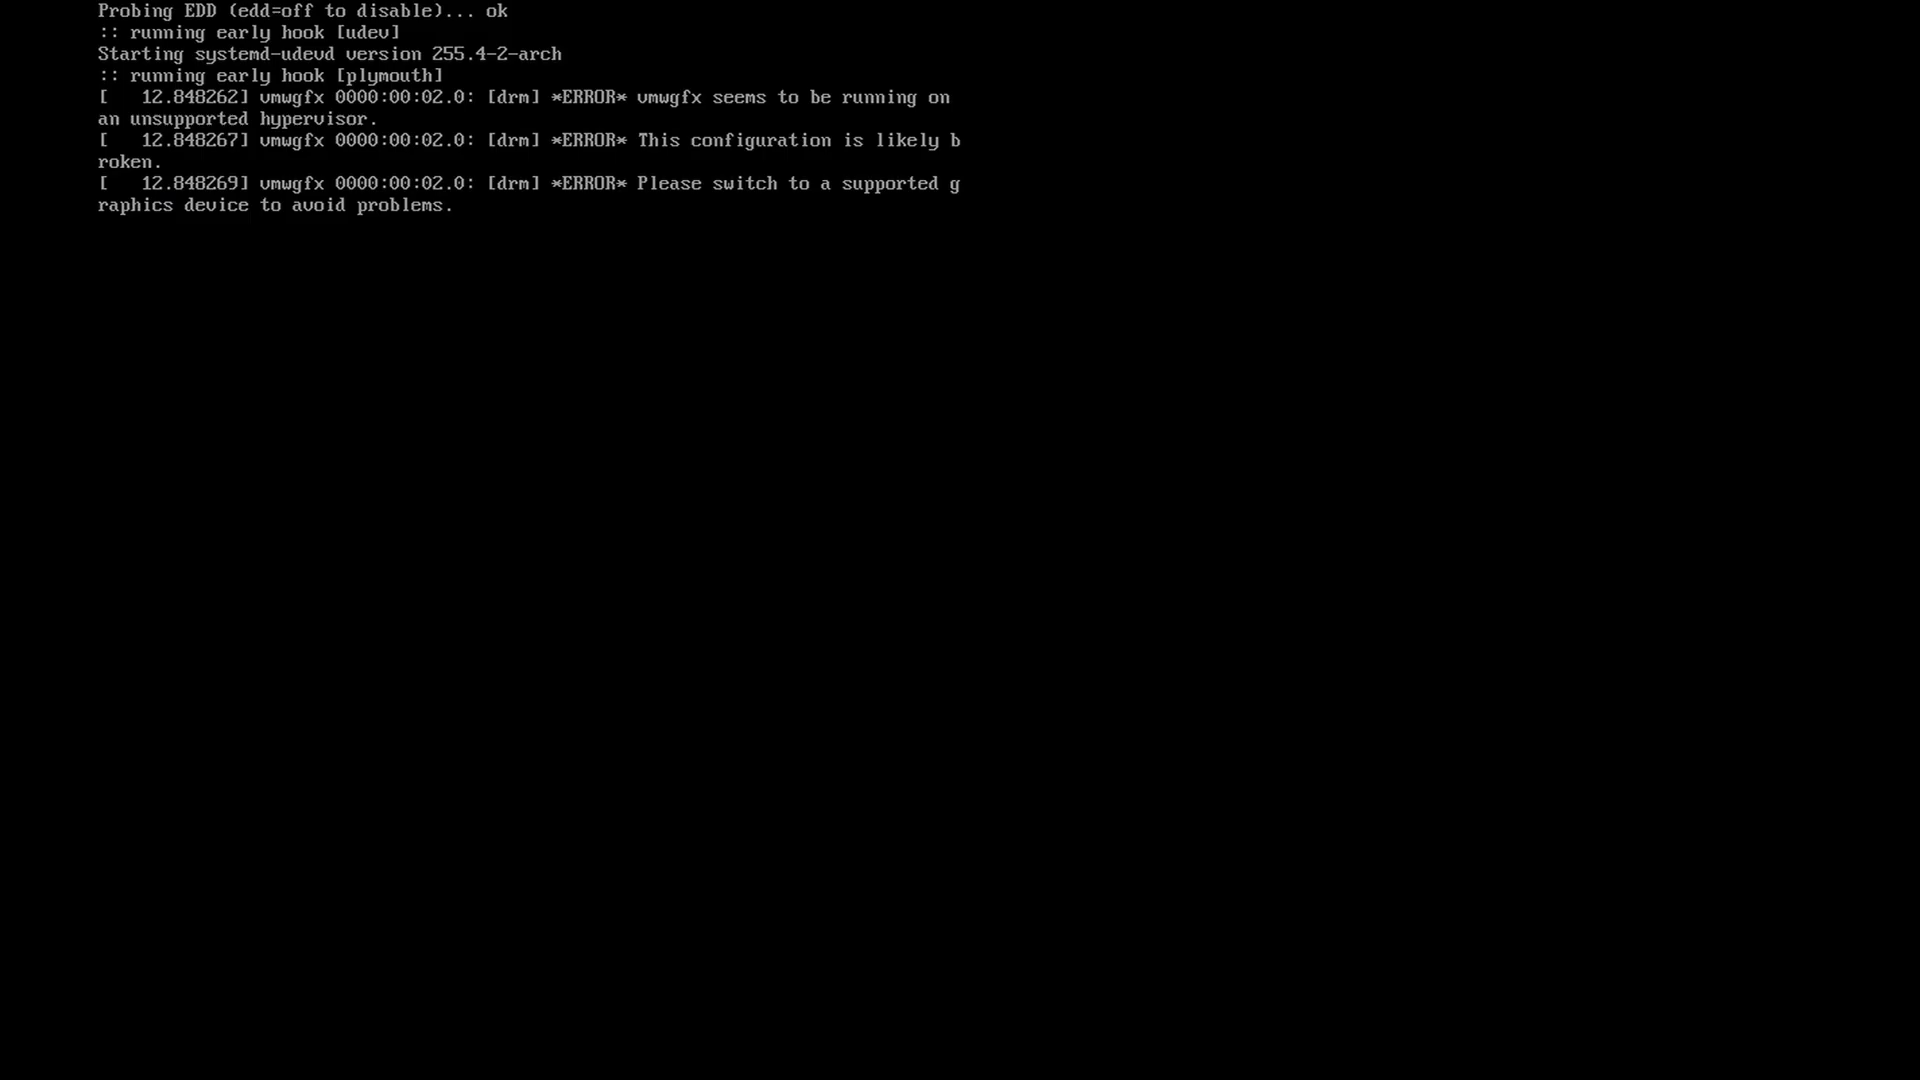 Probing EDD (edd=off to disable)... ok
:: running early hook [udev]
Starting systemd-udevd version 255.4-2-arch
:: running early hook [plymouth]
[   12.848262] vmwgfx 0000:00:02.0: [drm] *ERROR* vmwgfx seems to be running on
an unsupported hypervisor.
[   12.848267] vmwgfx 0000:00:02.0: [drm] *ERROR* This configuration is likely b
roken.
[   12.848269] vmwgfx 0000:00:02.0: [drm] *ERROR* Please switch to a supported g
raphics device to avoid problems.